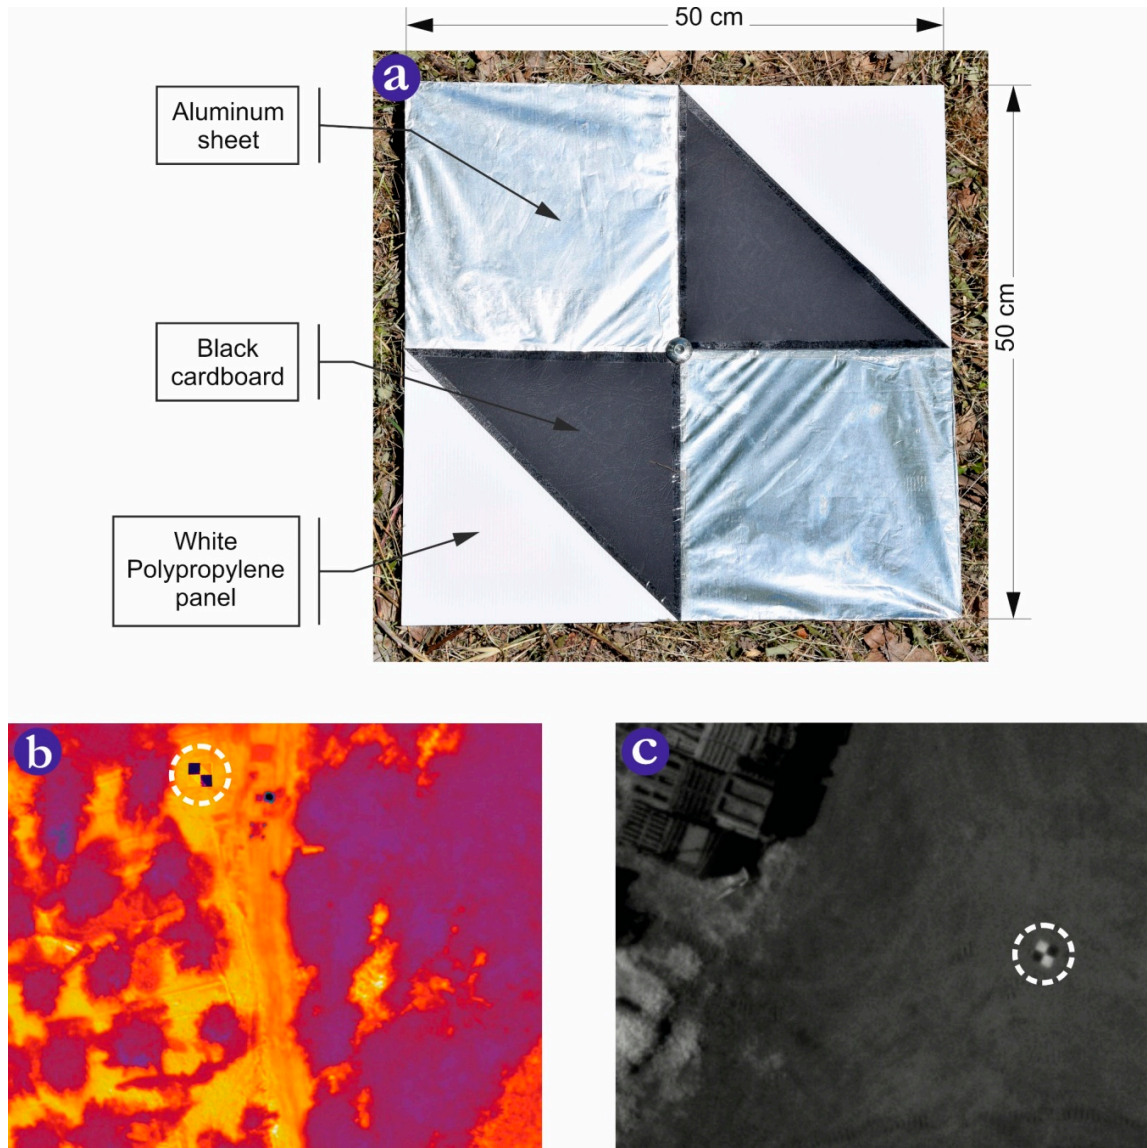 50 cm
a
Aluminum
sheet
50 cm
Black
cardboard
White
Polypropylene
panel
b
c